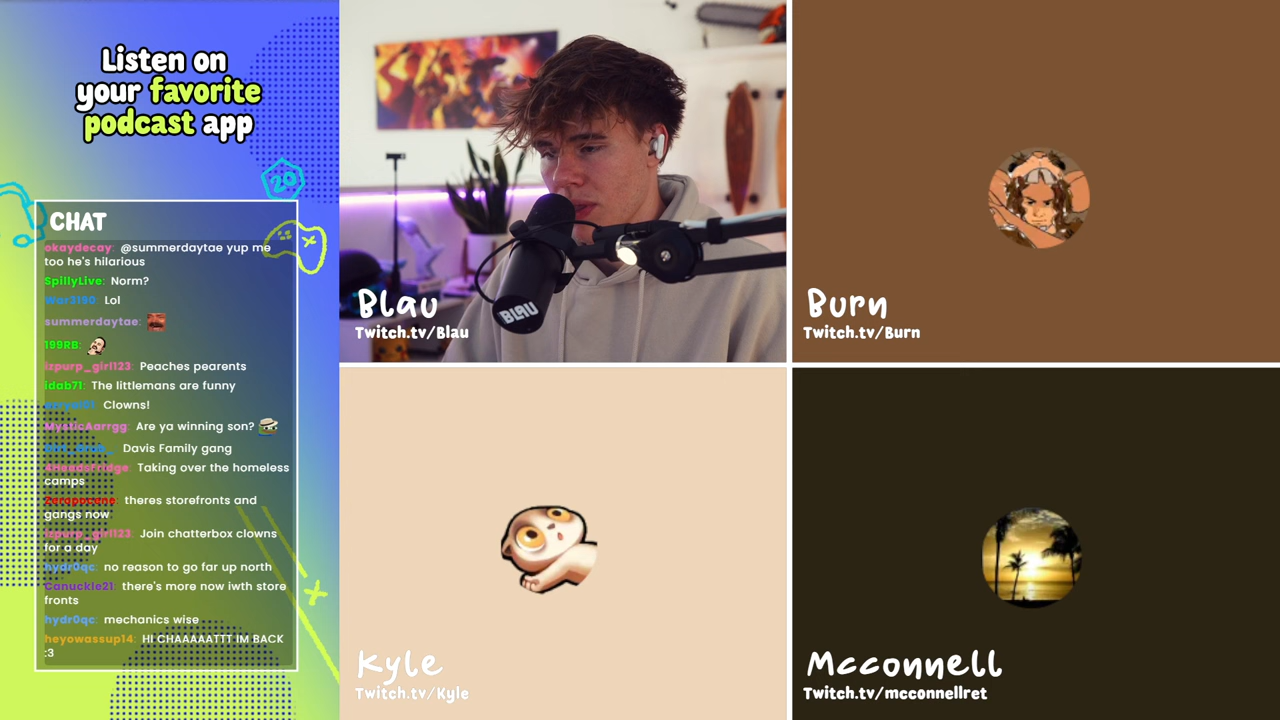 Listen on
your favorite
podcast app
20
CHAT
okaydecay: @summerdaytae yup me
too he's hilarious
SpillyLive: Norm?
War3190: Lol
summerdaytae:
199RB:
izpurp_girl123: Peaches pearents
idab71: The littlemans are funny
Clowns!
MysticAarrgg: Are ya winning son?
Davis Family gang
4HeadsFridge: Taking over the homeless
camps
theres storefronts and
gangs now
izpurp_girl123: Join chatterbox clowns
for a day
hydr0qc: no reason to go far up north
Canuckle21: there's more now iwth store
fronts
hydr0qc: mechanics wise
heyowassup14: HI CHAAAAATTT IM BACK
:3
BLAU
Blau
Twitch.tv/Blau
Burn
Twitch.tv/Burn
Kyle
Twitch.tv/Kyle
Mcconnell
Twitch.tv/mcconnellret